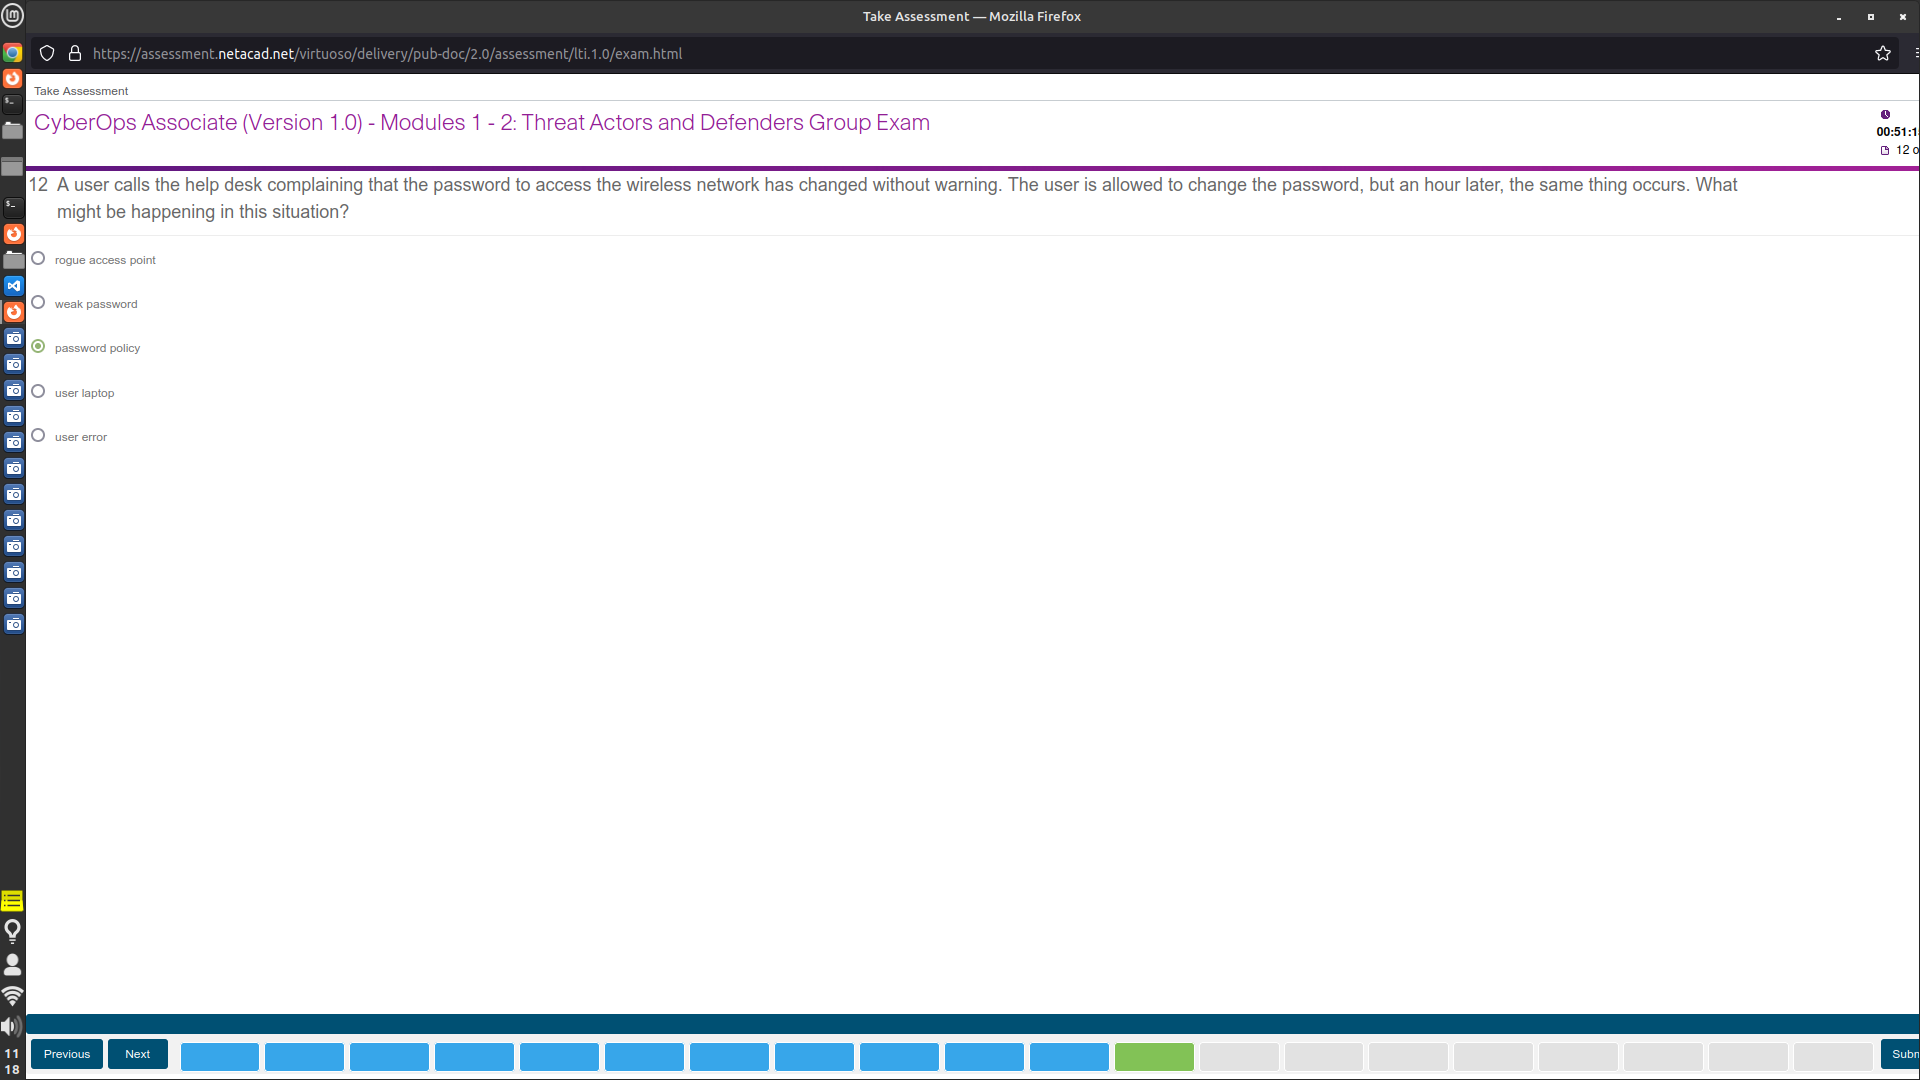 Take Assessment — Mozilla Firefox
https://assessment.netacad.net/virtuoso/delivery/pub-doc/2.0/assessment/lti.1.0/exam.html
Take Assessment
CyberOps Associate (Version 1.0) - Modules 1 - 2: Threat Actors and Defenders Group Exam
00:51:1
12 o
12 A user calls the help desk complaining that the password to access the wireless network has changed without warning. The user is allowed to change the password, but an hour later, the same thing occurs. What
might be happening in this situation?
rogue access point
weak password
password policy
user laptop
user error
Previous
Next
Subm
11
18